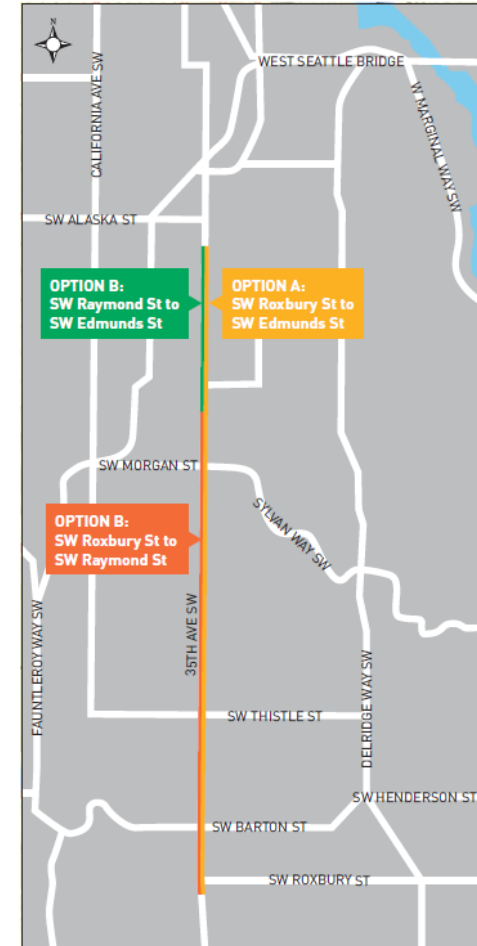 N
WEST SEATTLE BRIDGE
CALIFORNIA AVE SW
W MARGINAL WAY SW
SW ALASKA ST
OPTION B:
SW Raymond St to
SW Edmunds St
OPTION A:
SW Roxbury St to
SW Edmunds St
SW MORGAN ST
SYLVAN WAY SW
OPTION B:
SW Roxbury St to
SW Raymond St
35TH AVE SW
FAUNTLEROY WAY SW
DELRIDGE WAY SW
SW THISTLE ST
SW HENDERSON ST
SW BARTON ST
SW ROXBURY ST